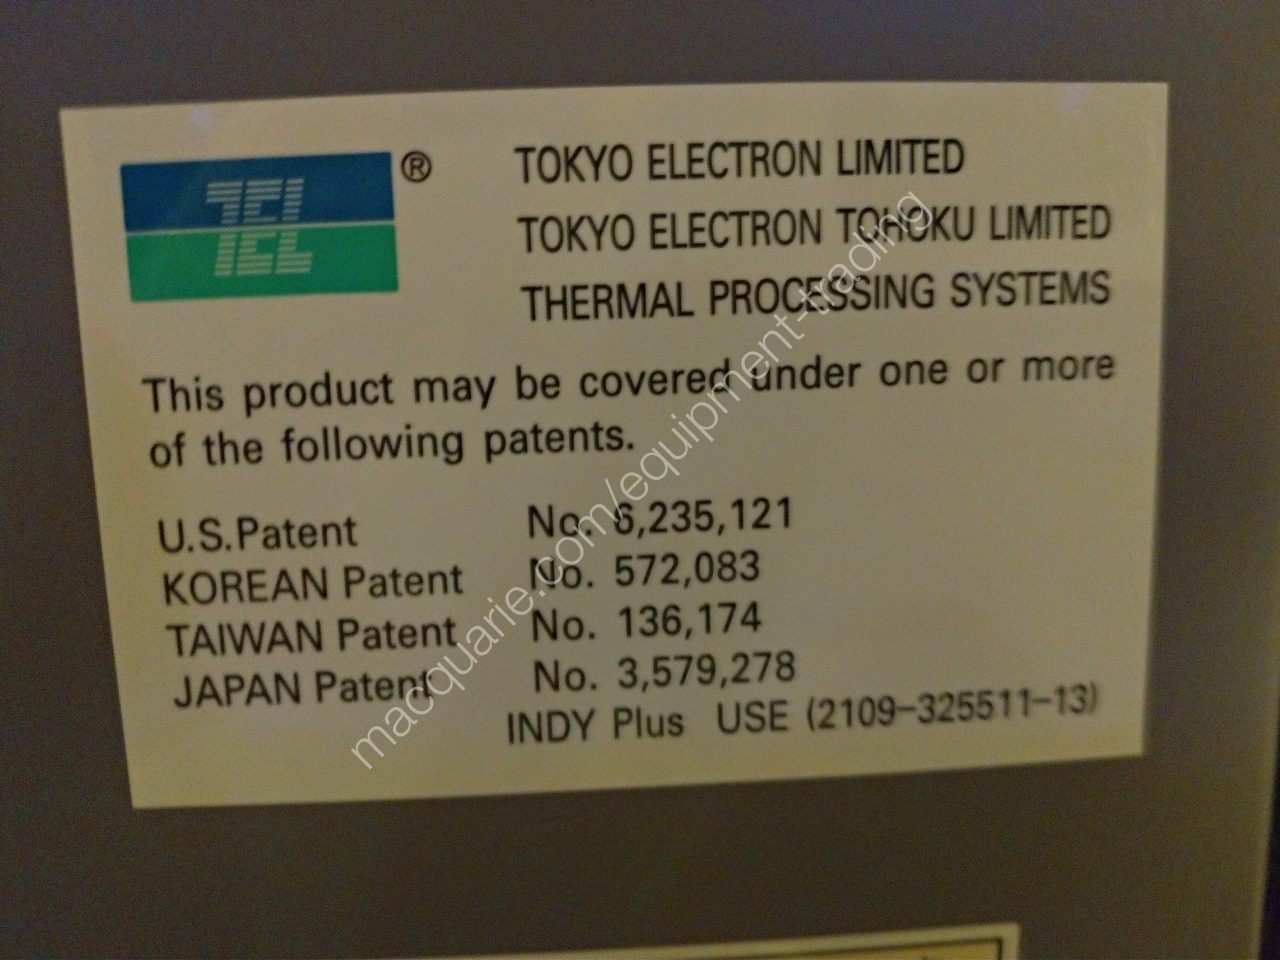 TEL ®
TOKYO ELECTRON LIMITED
TOKYO ELECTRON TOHOKU LIMITED
THERMAL PROCESSING SYSTEMS
This product may be covered under one or more
of the following patents.
U.S.Patent No. 6,235,121
KOREAN Patent No. 572,083
TAIWAN Patent No. 136,174
JAPAN Patent No. 3,579,278
INDY Plus USE (2109-325511-13)
macquarie.com/equipment-trading